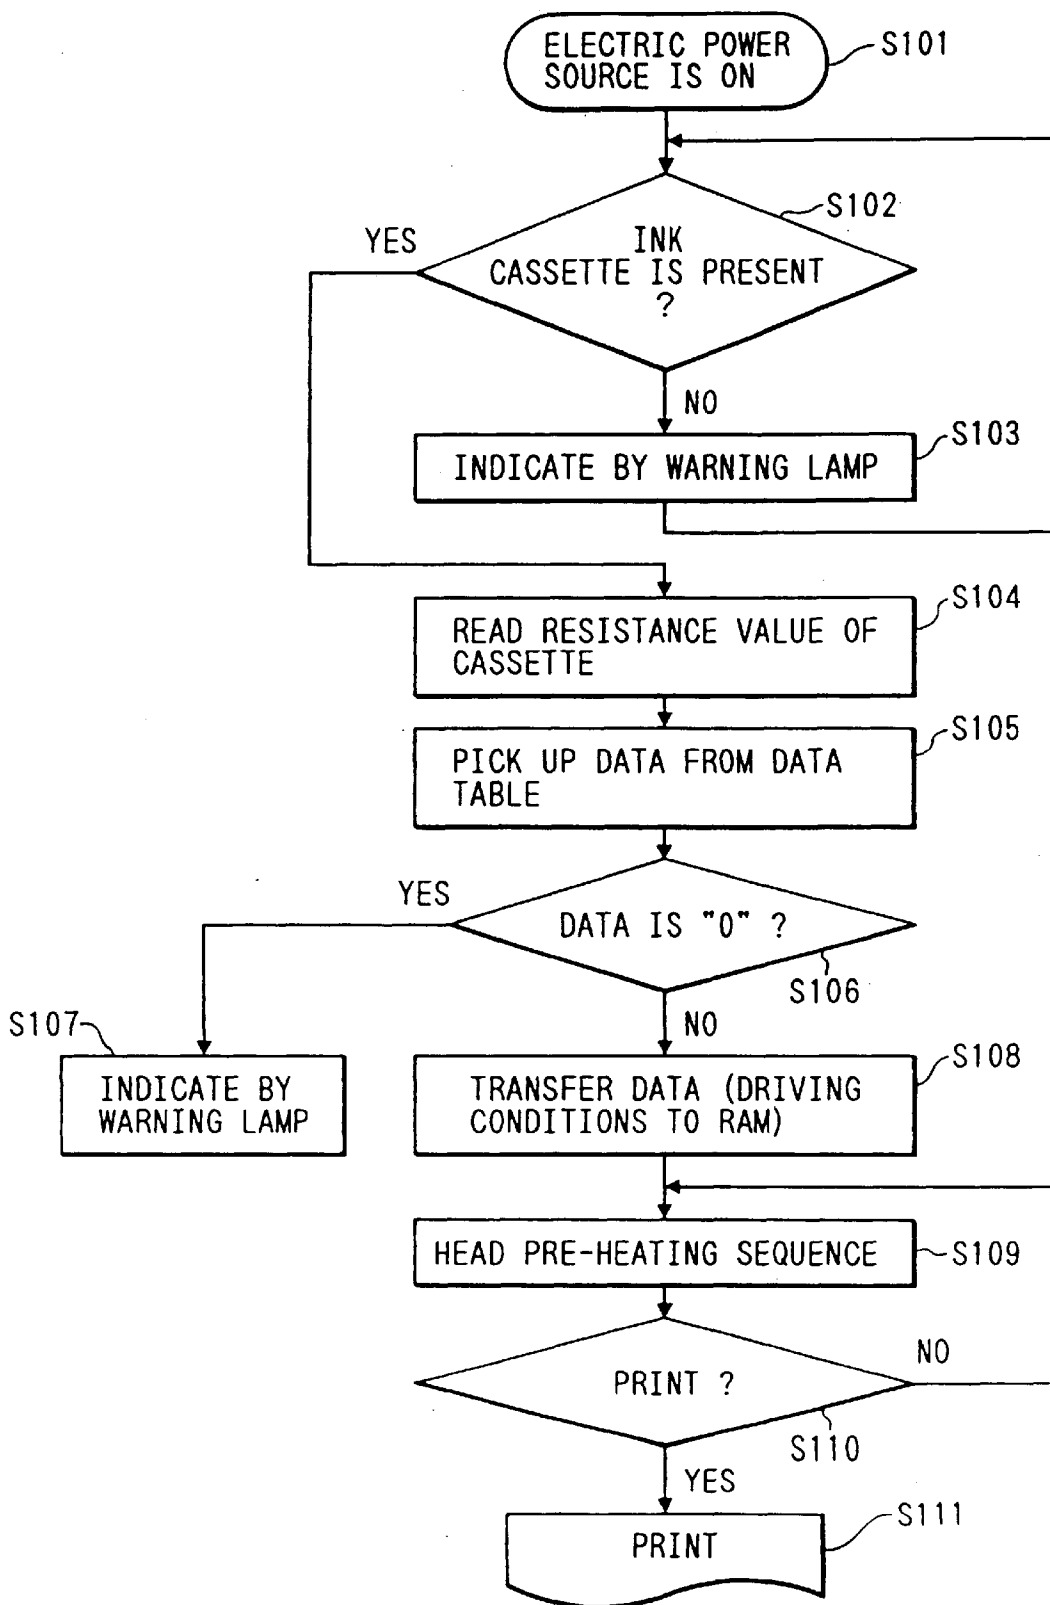 ELECTRIC POWER
SOURCE IS ON
S101
S102
YES
INK
CASSETTE IS PRESENT
?
NO
S103
INDICATE BY WARNING LAMP
S104
READ RESISTANCE VALUE OF
CASSETTE
S105
PICK UP DATA FROM DATA
TABLE
YES
DATA IS "0" ?
S106
NO
S107
INDICATE BY
WARNING LAMP
S108
TRANSFER DATA (DRIVING
CONDITIONS TO RAM)
HEAD PRE-HEATING SEQUENCE
S109
PRINT ?
NO
S110
YES
S111
PRINT